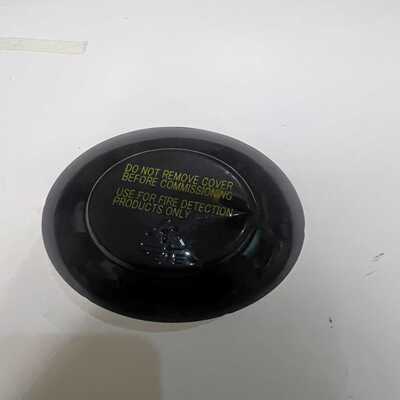 DO NOT REMOVE COVER
BEFORE COMMISSIONING
USE FOR FIRE DETECTION
PRODUCTS ONLY